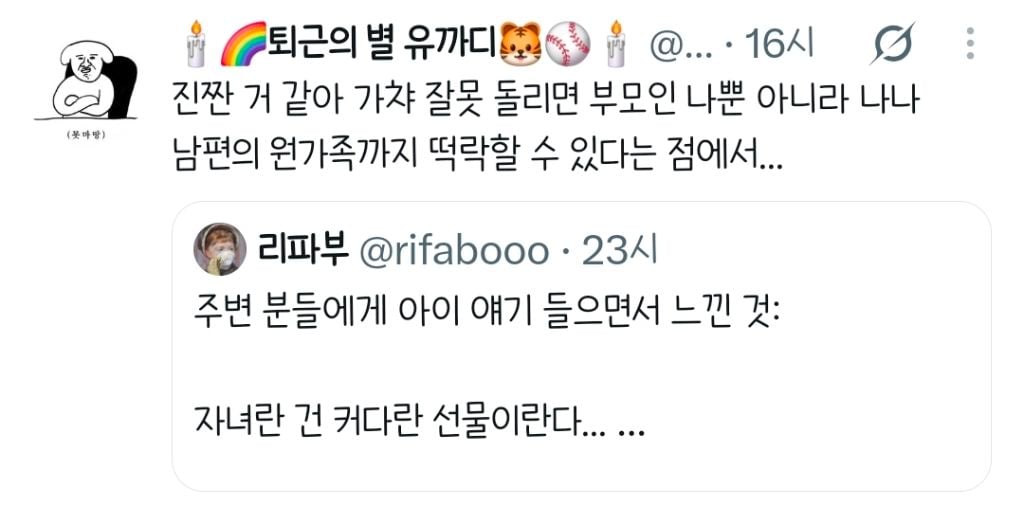 퇴근의 별 유까디 @... · 16시
진짠 거 같아 가챠 잘못 돌리면 부모인 나뿐 아니라 나나
남편의 원가족까지 떡락할 수 있다는 점에서...
(못마땅)
리파부 @rifabooo · 23시
주변 분들에게 아이 얘기 들으면서 느낀 것:
자녀란 건 커다란 선물이란다... ...